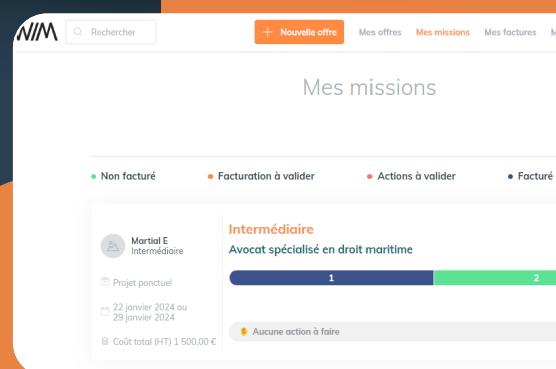 WIM
Rechercher
Nouvelle offre
Mes offres
Mes missions
Mes factures
Mes missions
Non facturé
Facturation à valider
Actions à valider
Facturé
Martial E
Intermédiaire
Projet ponctuel
22 janvier 2024 au
29 janvier 2024
Coût total (HT) 1 500,00 €
Intermédiaire
Avocat spécialisé en droit maritime
1
2
Aucune action à faire